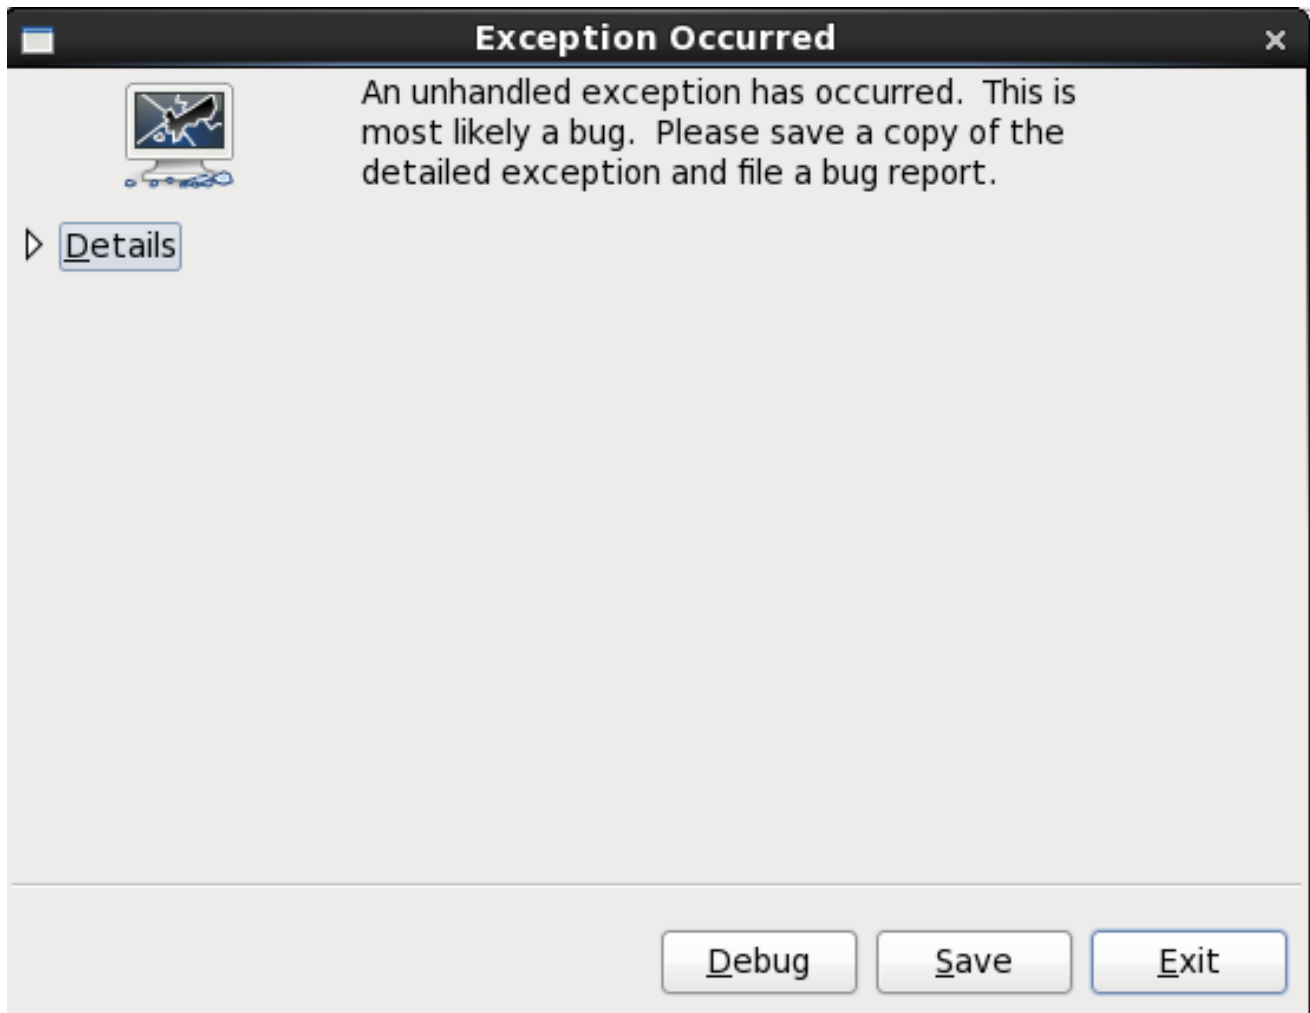 Exception Occurred
An unhandled exception has occurred.  This is
most likely a bug.  Please save a copy of the
detailed exception and file a bug report.
Details
Debug
Save
Exit